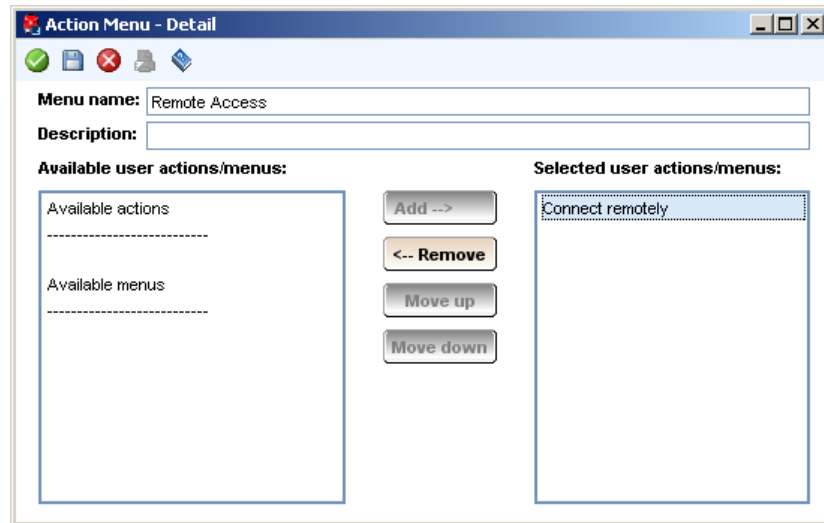 Action Menu - Detail
Menu name: Remote Access
Description:
Available user actions/menus:
Selected user actions/menus:
Available actions
---------------------------
Available menus
---------------------------
Add -->
<-- Remove
Move up
Move down
Connect remotely